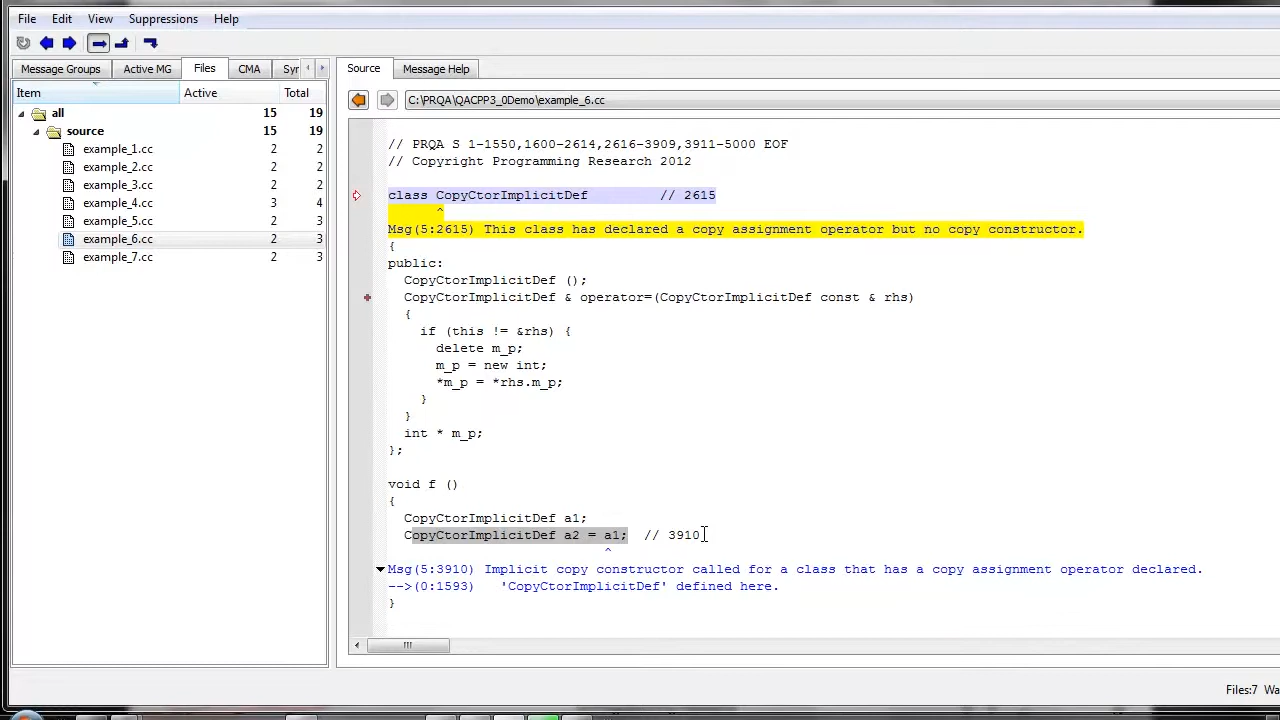 File Edit View Suppressions Help
Message Groups Active MG Files CMA Syr
Source Message Help
Item Active Total
C:\PRQA\QACPP3_0Demo\example_6.cc
all 15 19
source 15 19
example_1.cc 2 2
example_2.cc 2 2
example_3.cc 2 2
example_4.cc 3 4
example_5.cc 2 3
example_6.cc 2 3
example_7.cc 2 3
// PRQA S 1-1550,1600-2614,2616-3909,3911-5000 EOF
// Copyright Programming Research 2012
class CopyCtorImplicitDef // 2615
^
Msg(5:2615) This class has declared a copy assignment operator but no copy constructor.
{
public:
CopyCtorImplicitDef ();
CopyCtorImplicitDef & operator=(CopyCtorImplicitDef const & rhs)
{
if (this != &rhs) {
delete m_p;
m_p = new int;
*m_p = *rhs.m_p;
}
}
int * m_p;
};
void f ()
{
CopyCtorImplicitDef a1;
CopyCtorImplicitDef a2 = a1; // 3910
^
Msg(5:3910) Implicit copy constructor called for a class that has a copy assignment operator declared.
-->(0:1593) 'CopyCtorImplicitDef' defined here.
}
Files:7 Wa